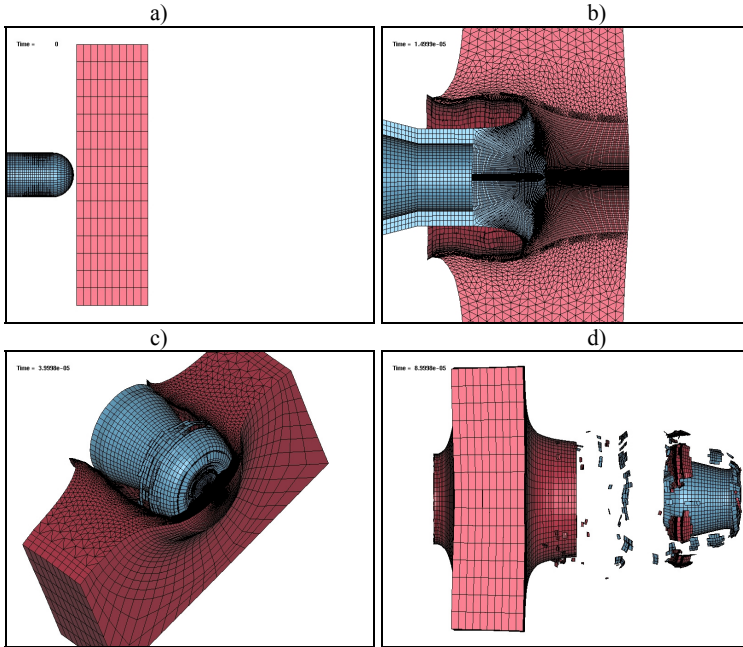 a)
b)
Time = 0
Time = 1.4999e-05
c)
d)
Time = 3.9998e-05
Time = 8.9998e-05